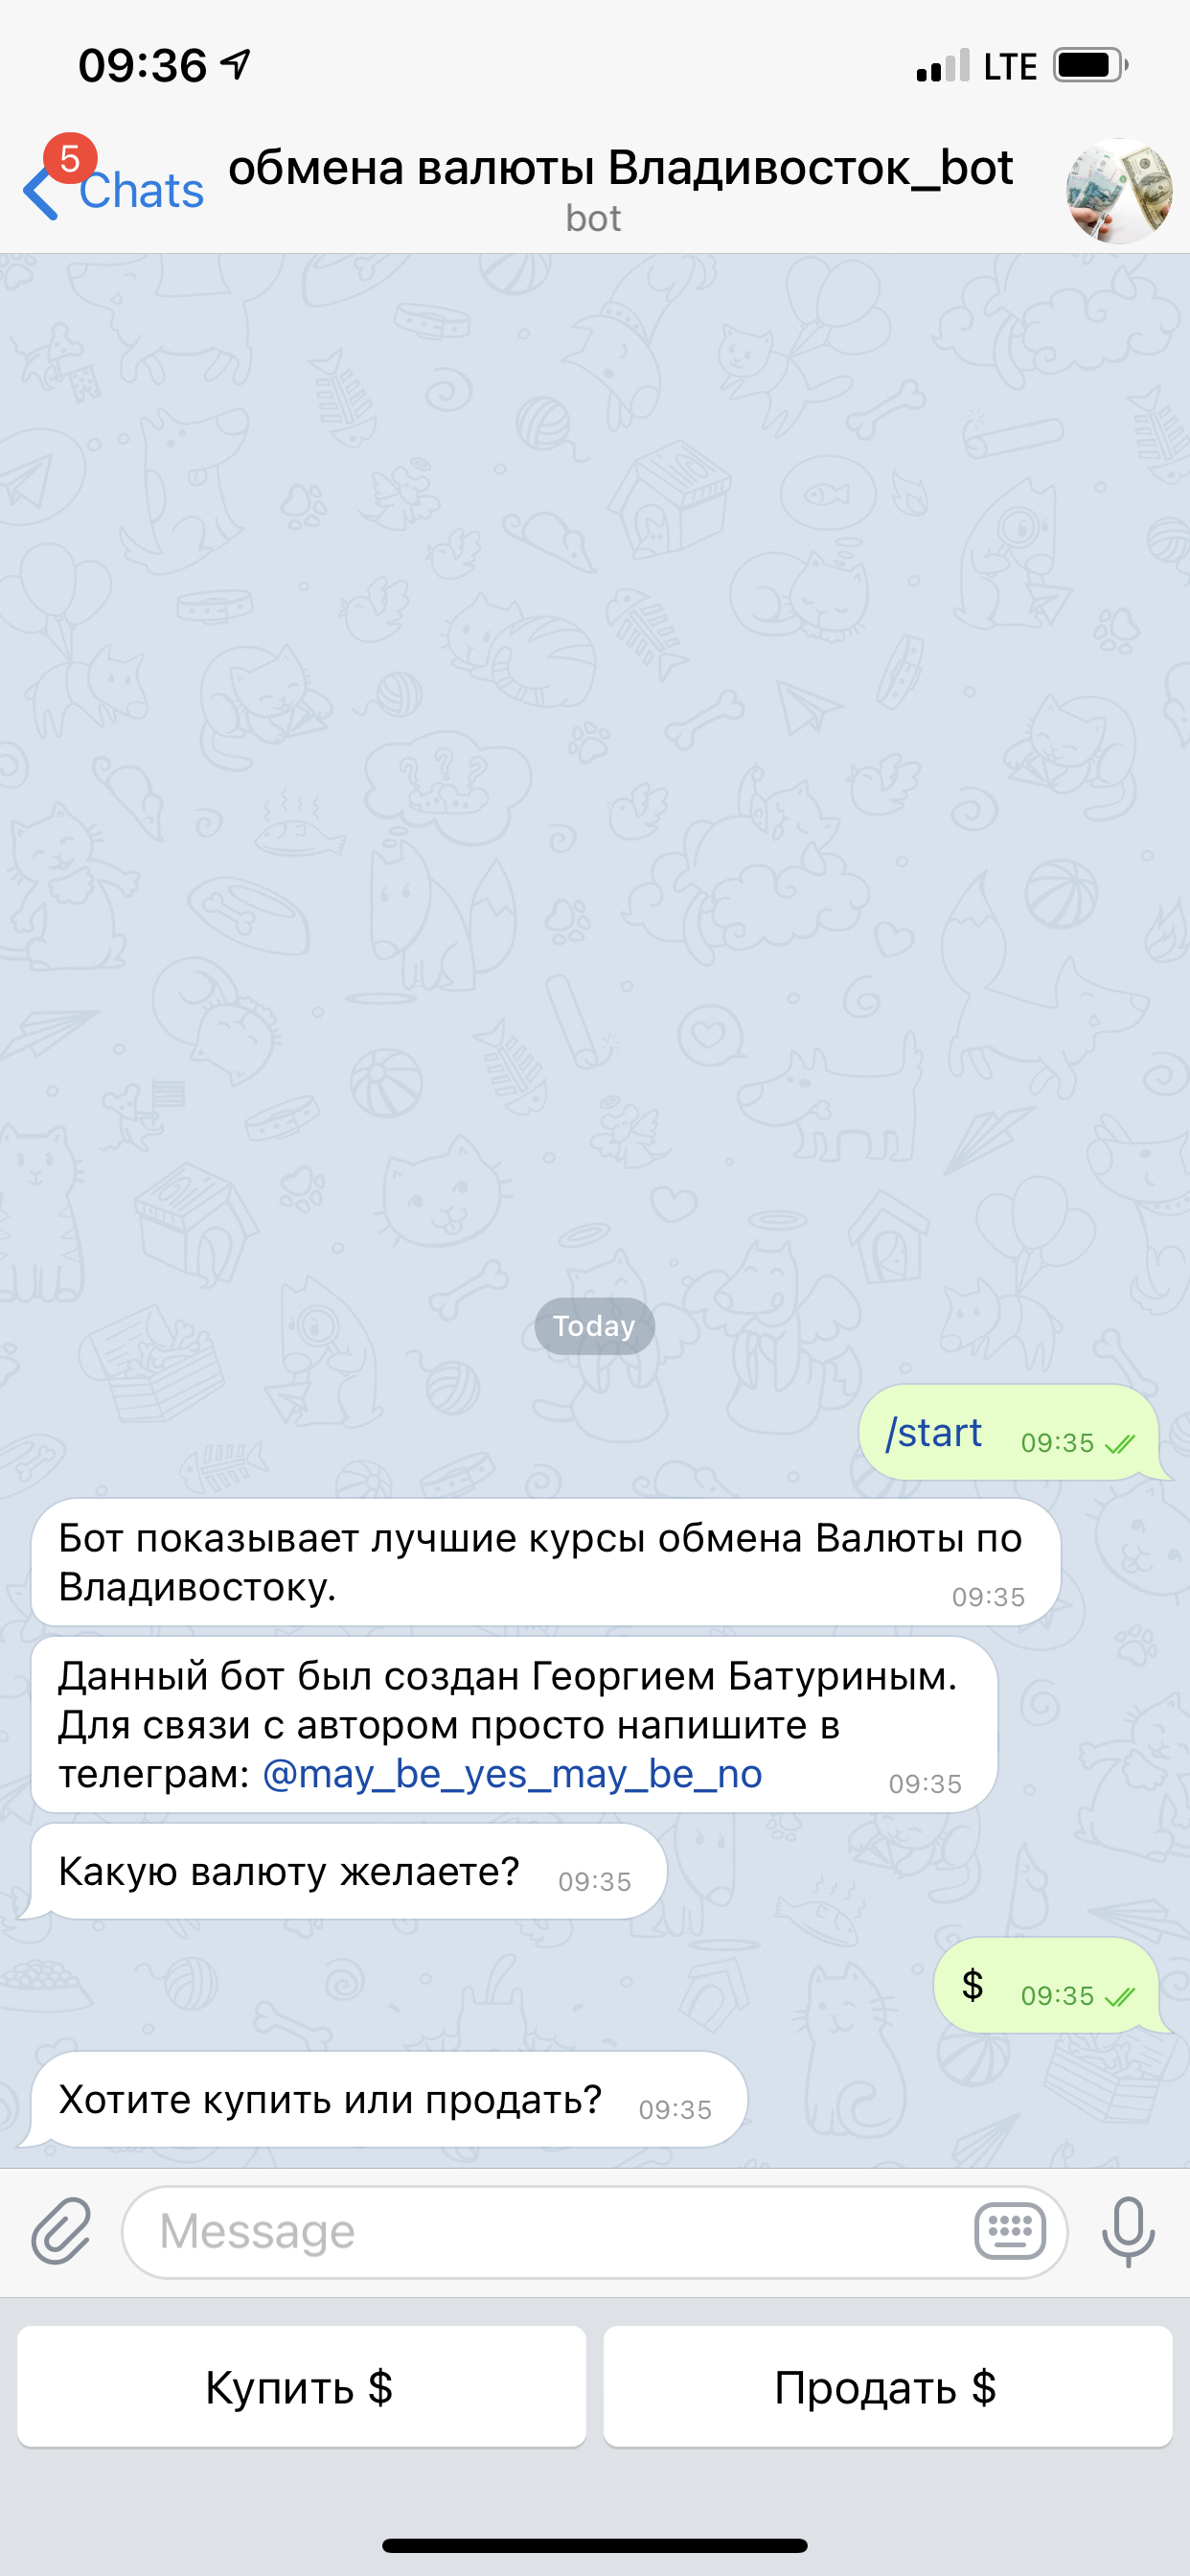 09:36
LTE
5
Chats
обмена валюты Владивосток_bot
bot
Today
/start 09:35
Бот показывает лучшие курсы обмена Валюты по
Владивостоку.
09:35
Данный бот был создан Георгием Батуриным.
Для связи с автором просто напишите в
телеграм: @may_be_yes_may_be_no
09:35
Какую валюту желаете? 09:35
$ 09:35
Хотите купить или продать? 09:35
Message
Купить $
Продать $